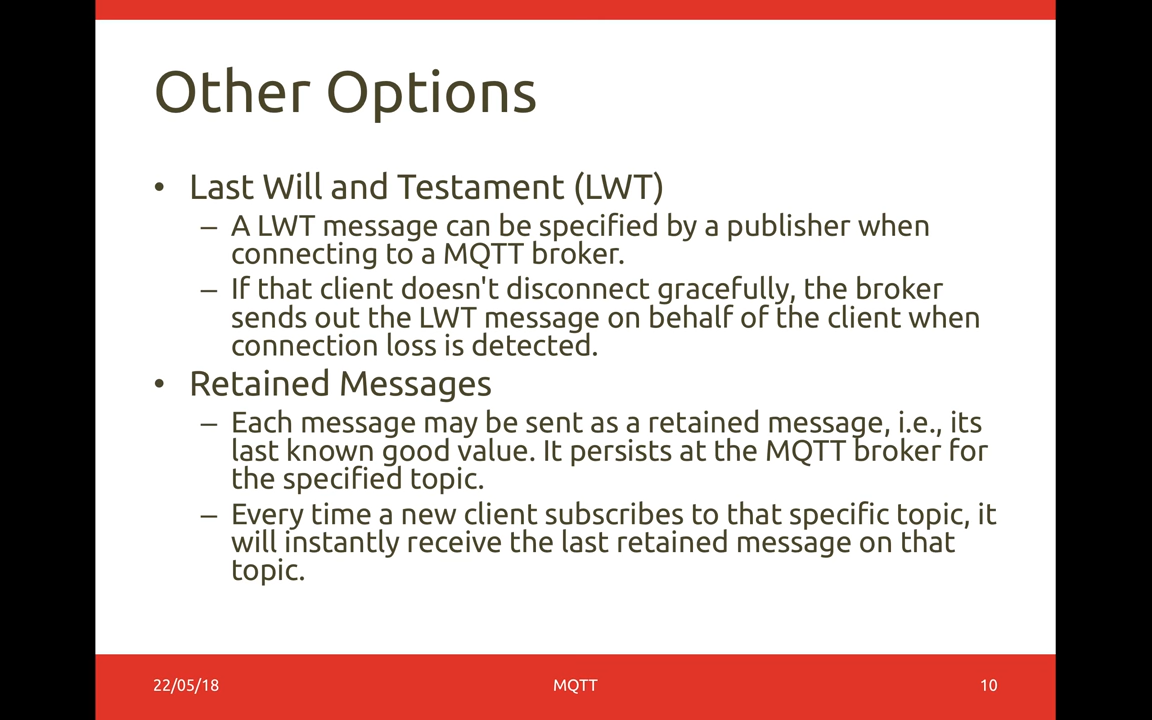 Other Options
• Last Will and Testament (LWT)
– A LWT message can be specified by a publisher when
connecting to a MQTT broker.
– If that client doesn't disconnect gracefully, the broker
sends out the LWT message on behalf of the client when
connection loss is detected.
• Retained Messages
– Each message may be sent as a retained message, i.e., its
last known good value. It persists at the MQTT broker for
the specified topic.
– Every time a new client subscribes to that specific topic, it
will instantly receive the last retained message on that
topic.
22/05/18 MQTT 10